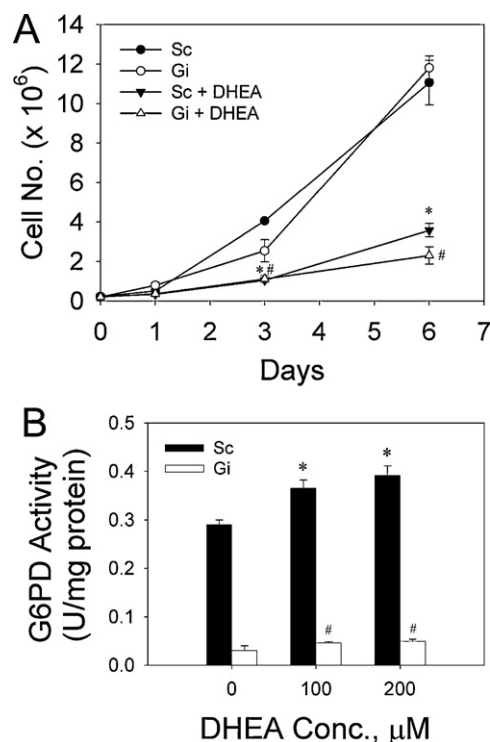 A
Sc
Gi
Sc + DHEA
Gi + DHEA
Cell No. (x 10⁶)
14
12
10
8
6
4
2
0
*
#
*#
0 1 2 3 4 5 6 7
Days
B
Sc
Gi
G6PD Activity
(U/mg protein)
0.5
0.4
0.3
0.2
0.1
0.0
* *
# #
0 100 200
DHEA Conc., μM